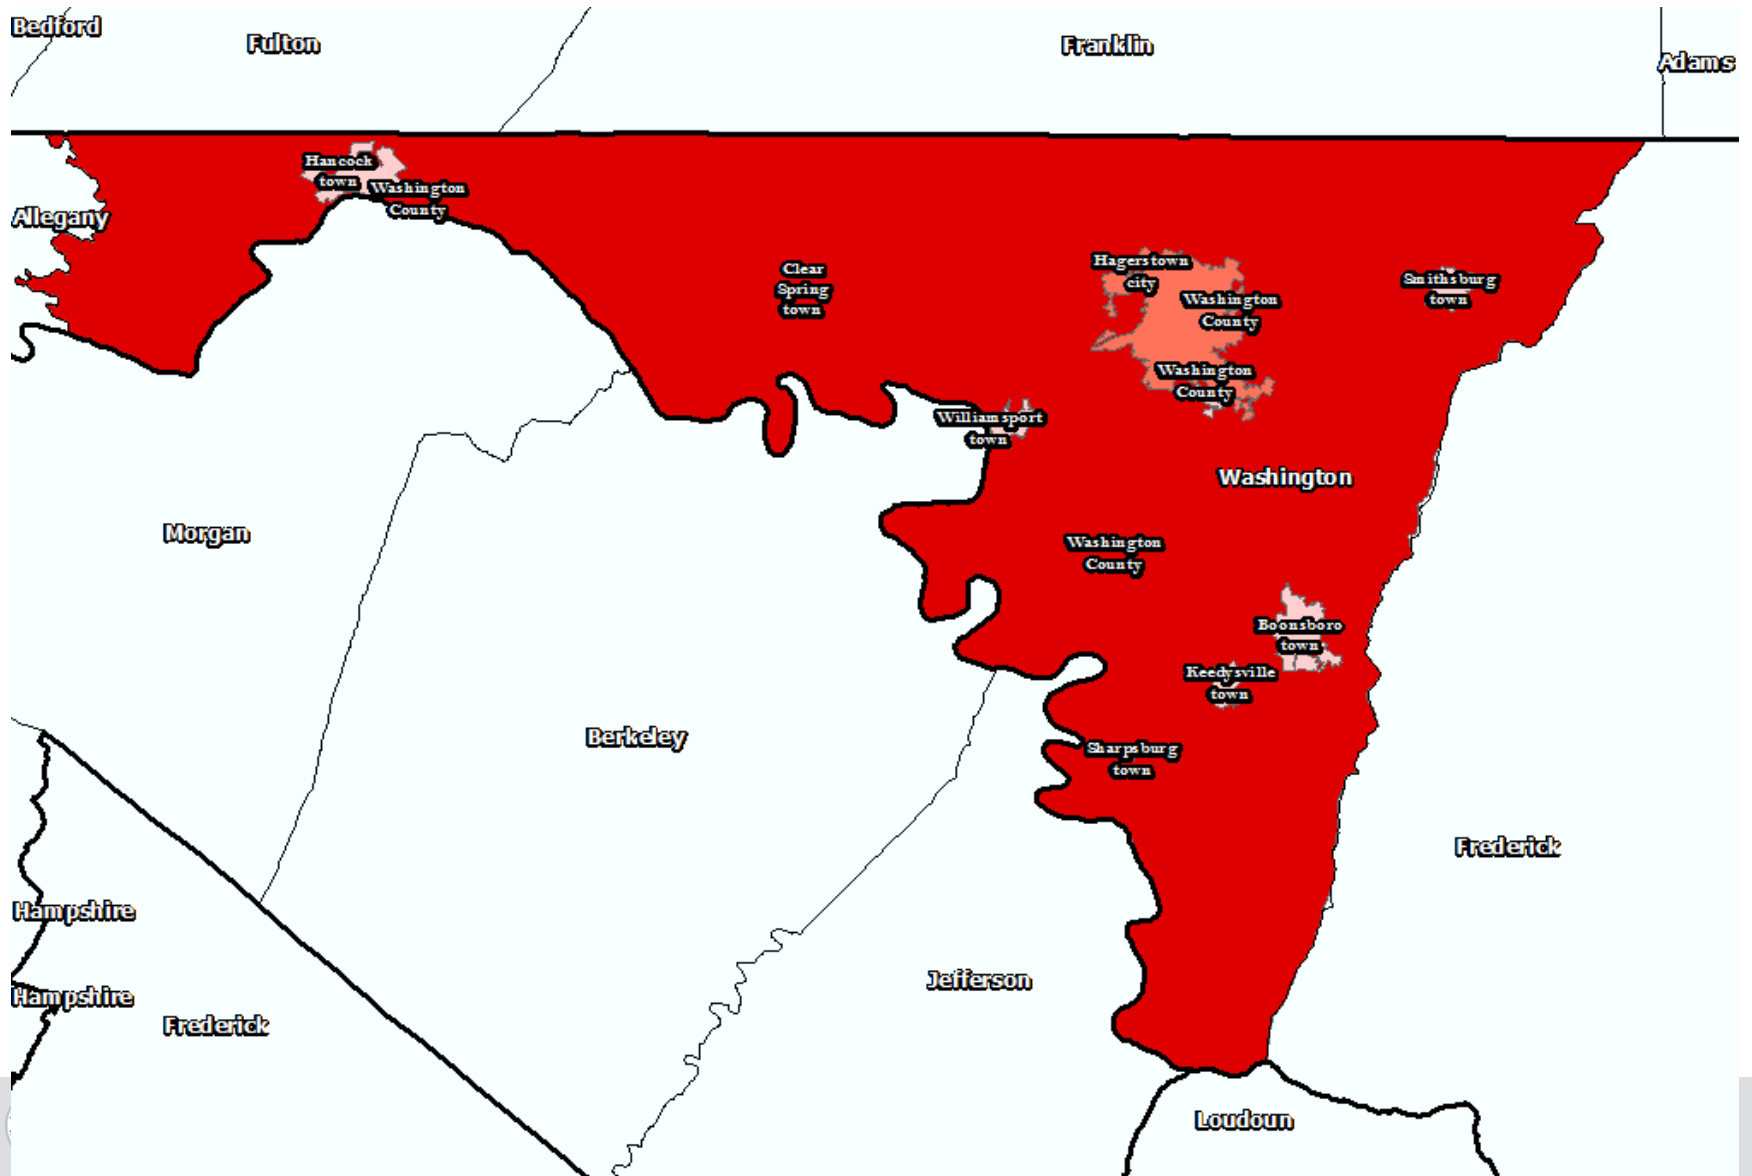 Bedford
Fulton
Franklin
Adams
Hancock
town
Washington
County
Allegany
Clear
Spring
town
Hagerstown
city
Washington
County
Smithsburg
town
Washington
County
Williamsport
town
Washington
Morgan
Washington
County
Boonsboro
town
Keedysville
town
Berkeley
Sharpsburg
town
Frederick
Hampshire
Jefferson
Hampshire
Frederick
Loudoun